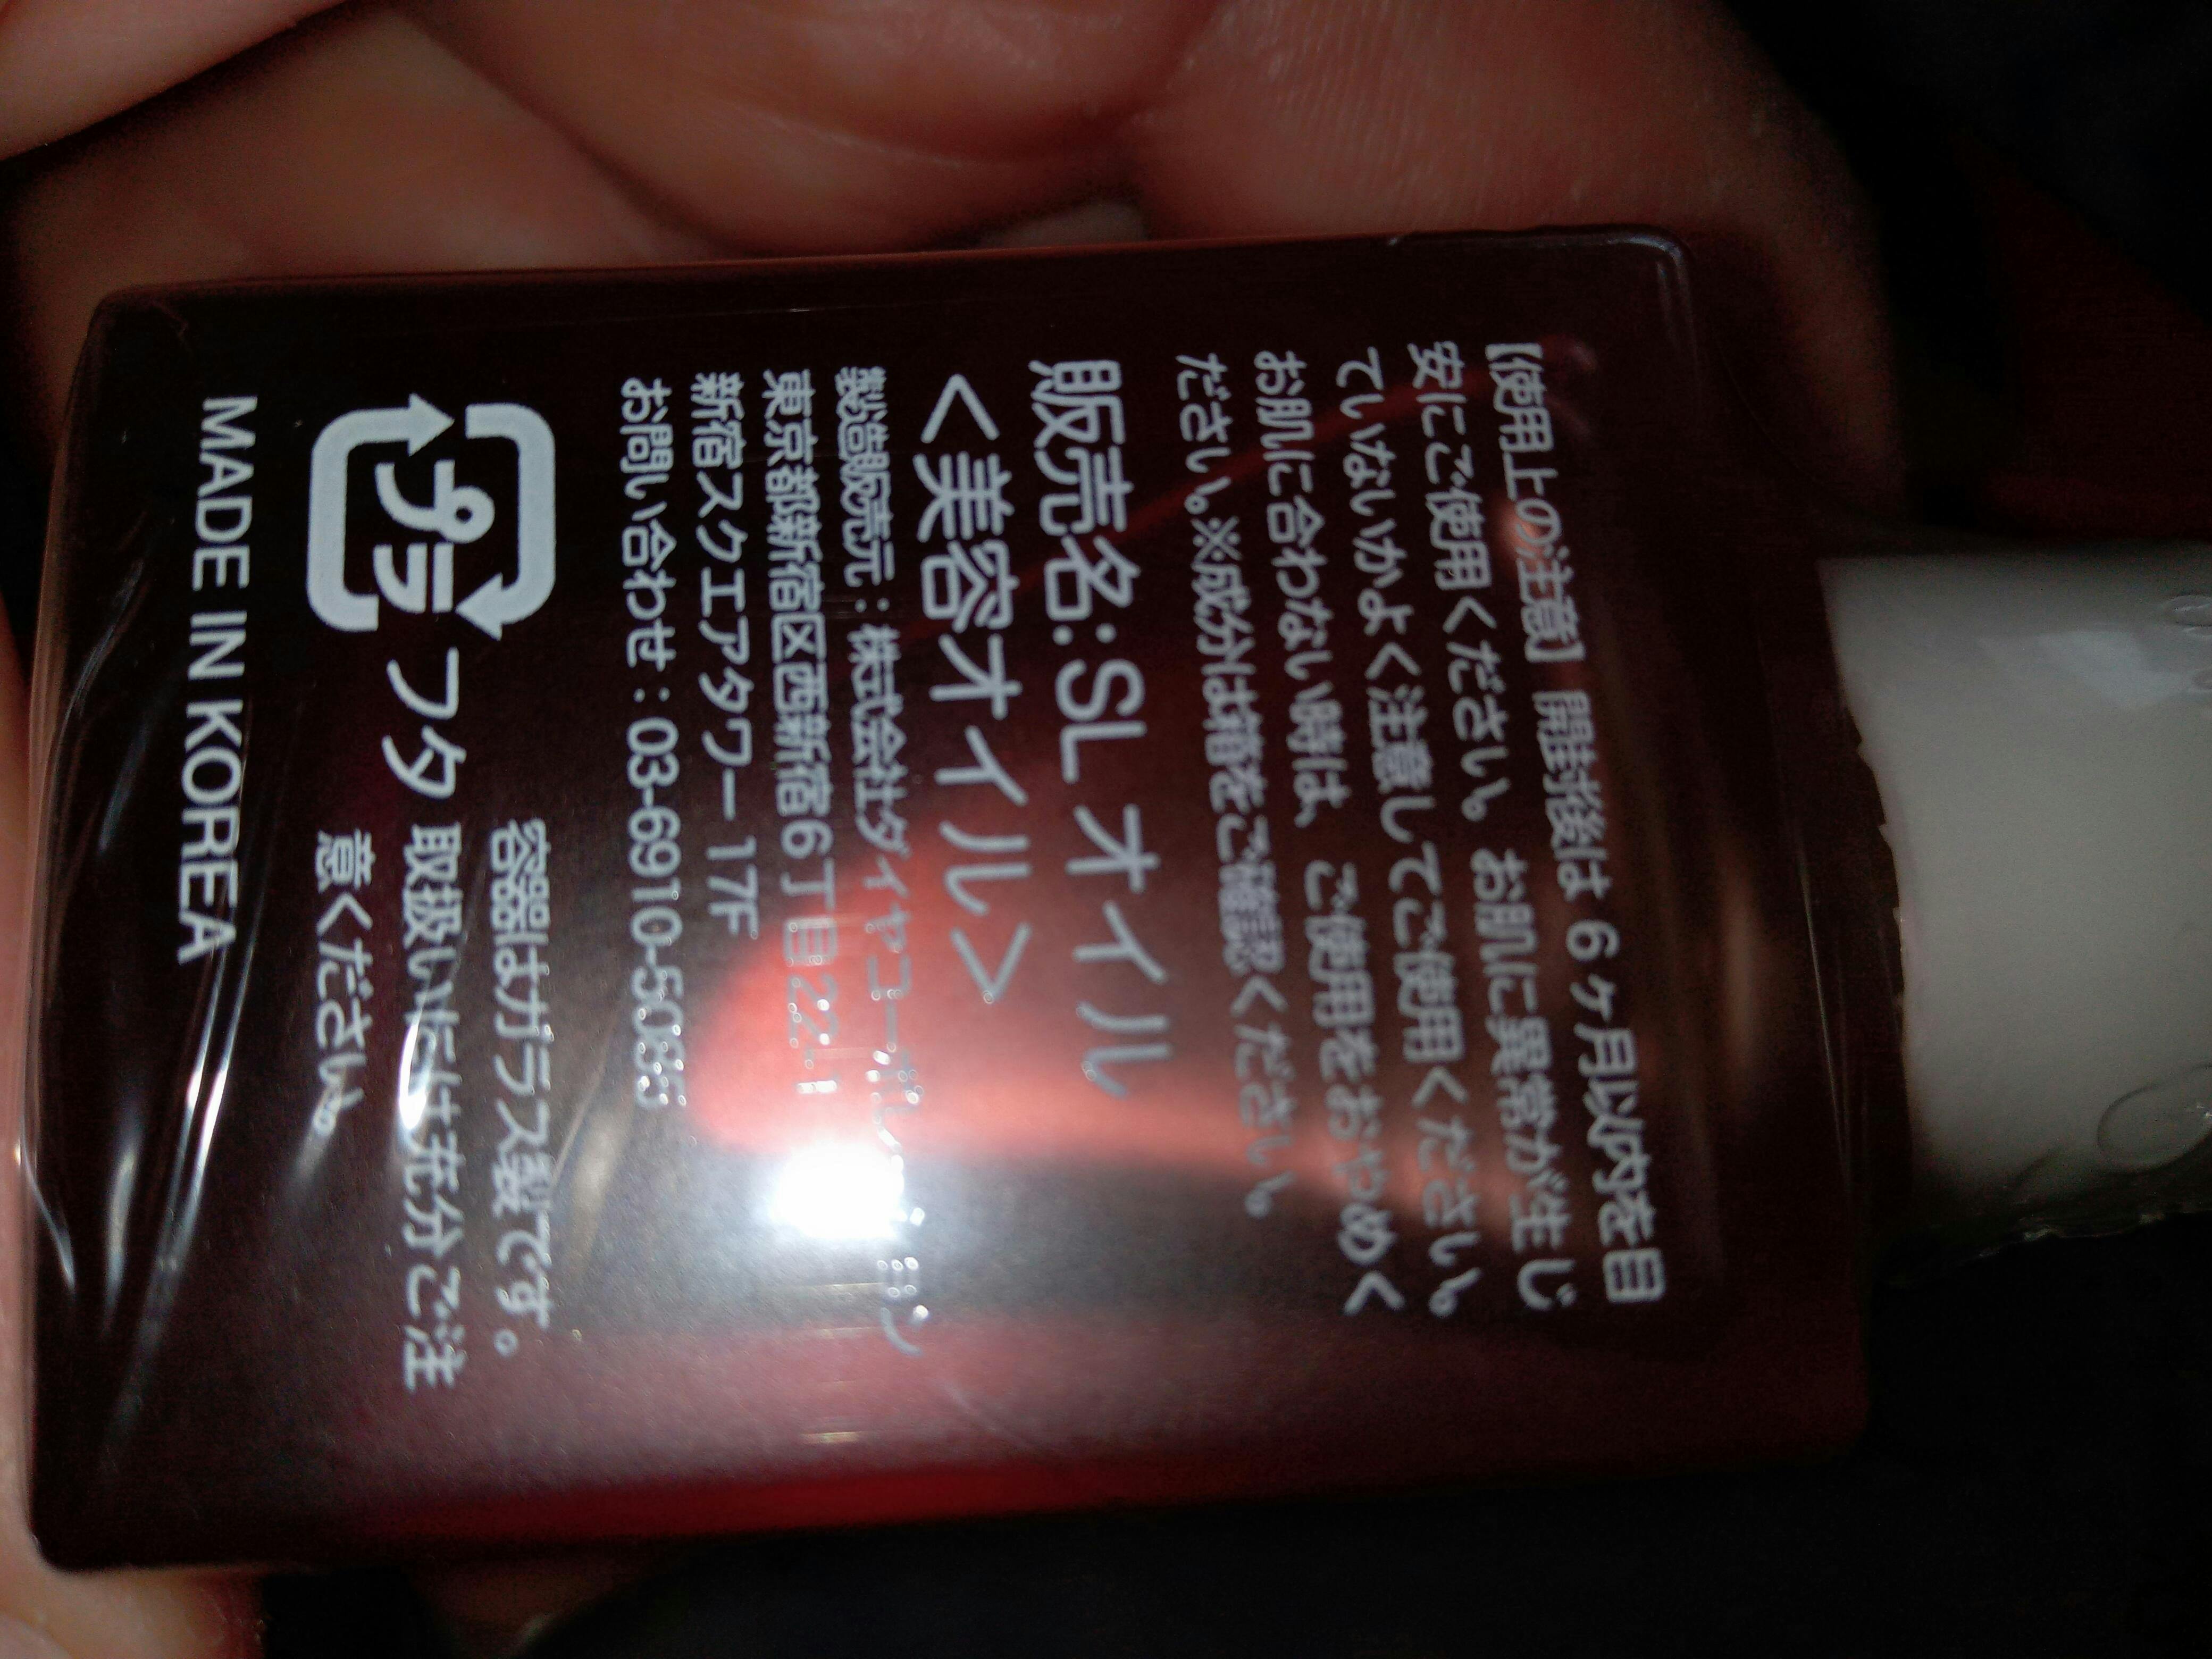 【使用上の注意】開封後は6ヶ月以内を目
安にご使用ください。お肌に異常が生じ
ていないかよく注意してご使用ください。
お肌に合わない時は、ご使用をおやめく
ださい。※成分は箱をご確認ください。
販売名:SL オイル
<美容オイル>
製造販売元：株式会社ダイヤコーポレーション
東京都新宿区西新宿6丁目22-1
新宿スクエアタワー 17F
お問い合わせ：03-6910-5085
プラ フタ
容器はガラス製です。
取扱いには充分ご注
意ください。
MADE IN KOREA